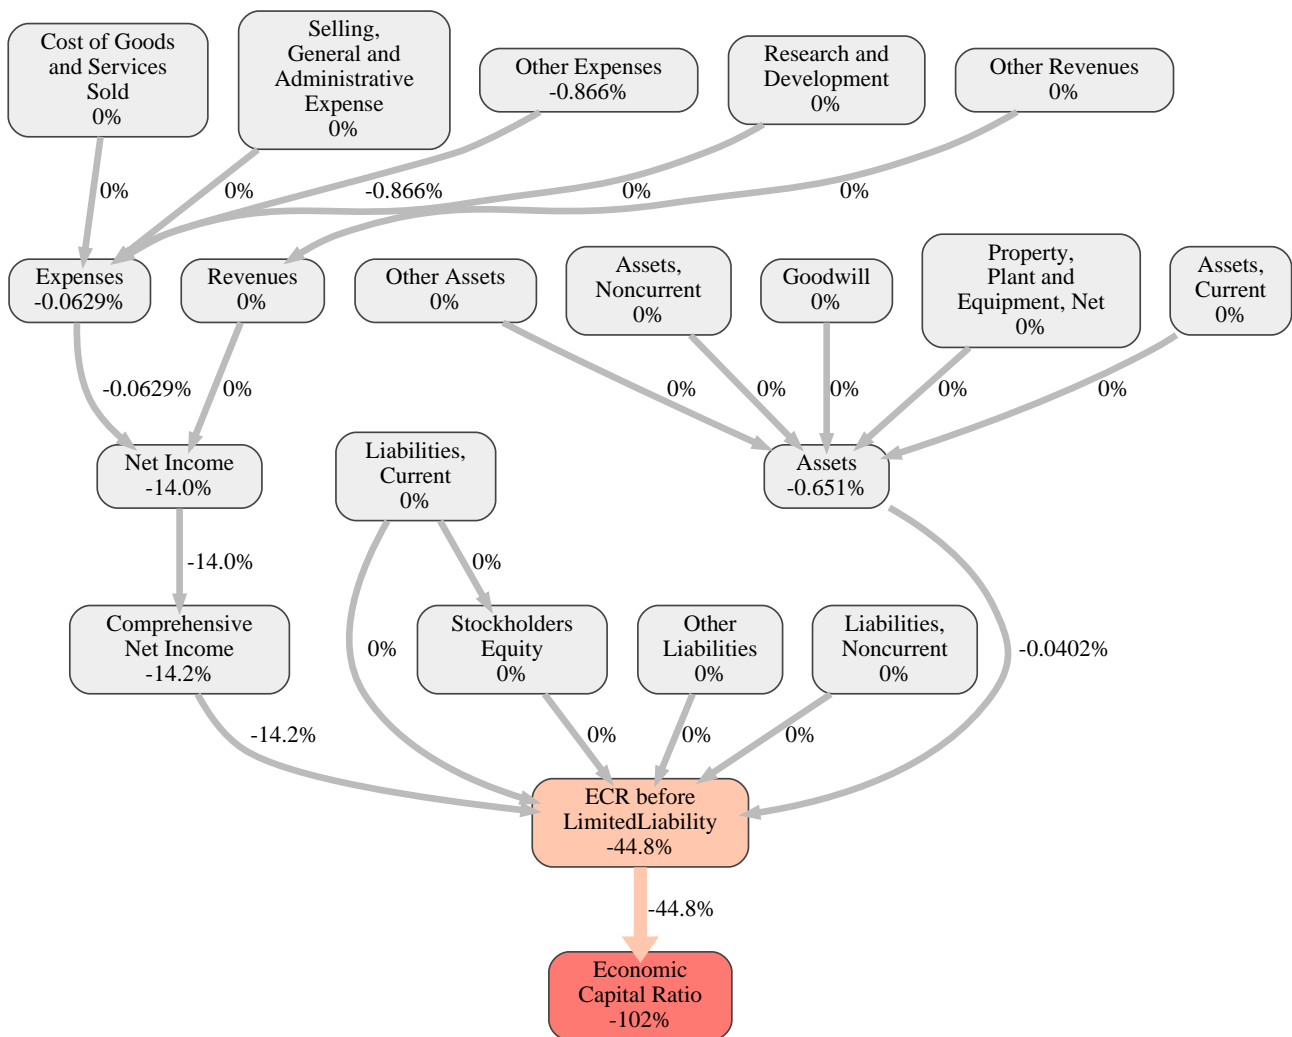 Cost of Goods
and Services
Sold
0%
Selling,
General and
Administrative
Expense
0%
Other Expenses
-0.866%
Research and
Development
0%
Other Revenues
0%
0%
0%
-0.866%
0%
0%
Expenses
-0.0629%
Revenues
0%
Other Assets
0%
Assets,
Noncurrent
0%
Goodwill
0%
Property,
Plant and
Equipment, Net
0%
Assets,
Current
0%
-0.0629%
0%
0%
0%
0%
0%
0%
Net Income
-14.0%
Liabilities,
Current
0%
Assets
-0.651%
-14.0%
0%
Comprehensive
Net Income
-14.2%
0%
Stockholders
Equity
0%
Other
Liabilities
0%
Liabilities,
Noncurrent
0%
-0.0402%
-14.2%
0%
0%
0%
ECR before
LimitedLiability
-44.8%
-44.8%
Economic
Capital Ratio
-102%